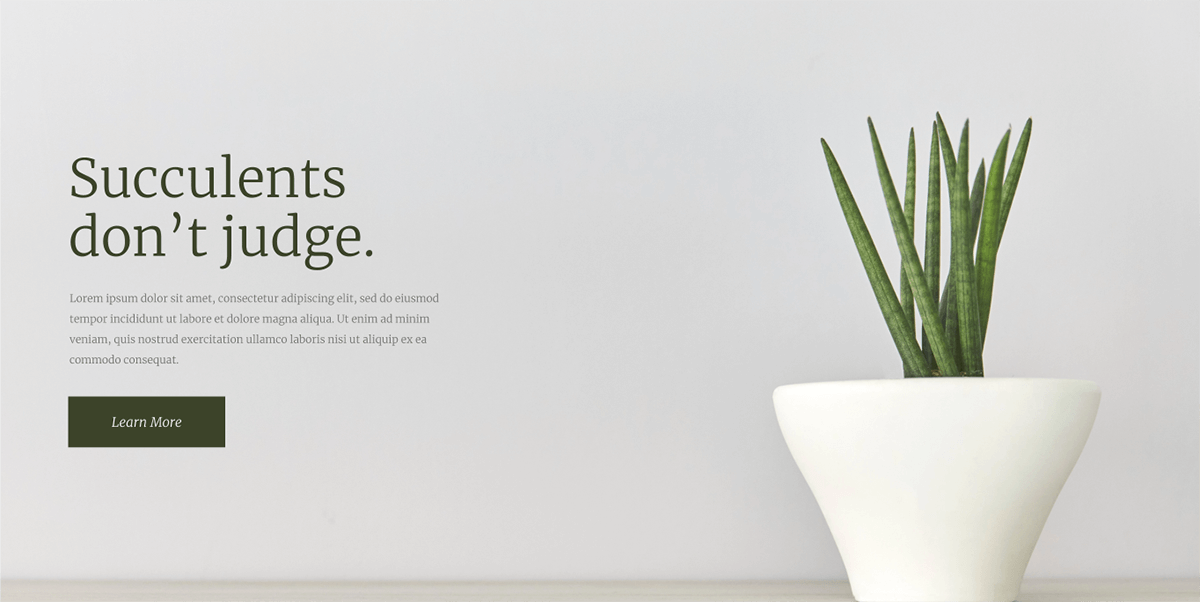 Succulents
don’t judge.
Lorem ipsum dolor sit amet, consectetur adipiscing elit, sed do eiusmod
tempor incididunt ut labore et dolore magna aliqua. Ut enim ad minim
veniam, quis nostrud exercitation ullamco laboris nisi ut aliquip ex ea
commodo consequat.
Learn More